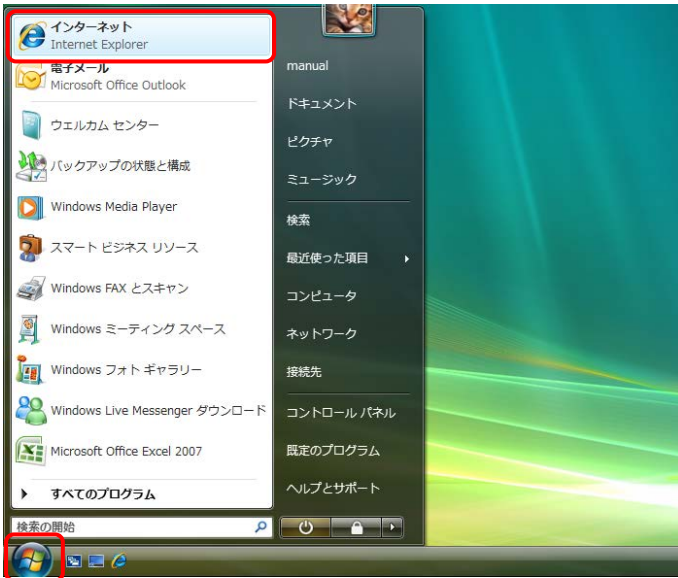 インターネット
Internet Explorer
電子メール
Microsoft Office Outlook
ウエルカム センター
バックアップの状態と構成
Windows Media Player
スマート ビジネス リソース
Windows FAX とスキャン
Windows ミーティング スペース
Windows フォト ギャラリー
Windows Live Messenger ダウンロード
Microsoft Office Excel 2007
すべてのプログラム
検索の開始
manual
ドキュメント
ピクチャ
ミュージック
検索
最近使った項目
コンピュータ
ネットワーク
接続先
コントロール パネル
既定のプログラム
ヘルプとサポート